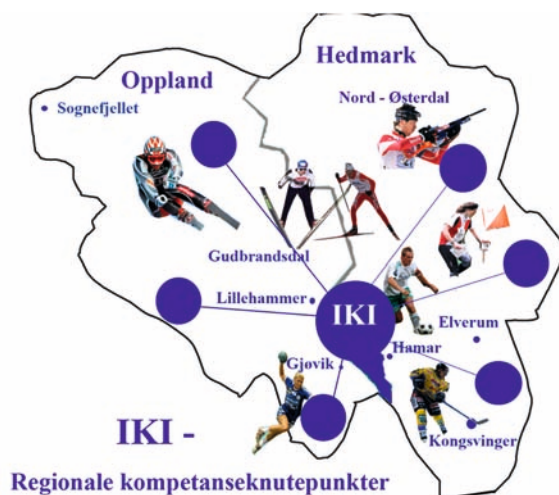 Hedmark
Oppland
Nord - Østerdal
Sognefjellet
Gudbrandsdal
Lillehammer
IKI
Elverum
Hamar
Gjøvik
Kongsvinger
IKI -
Regionale kompetanseknutepunkter